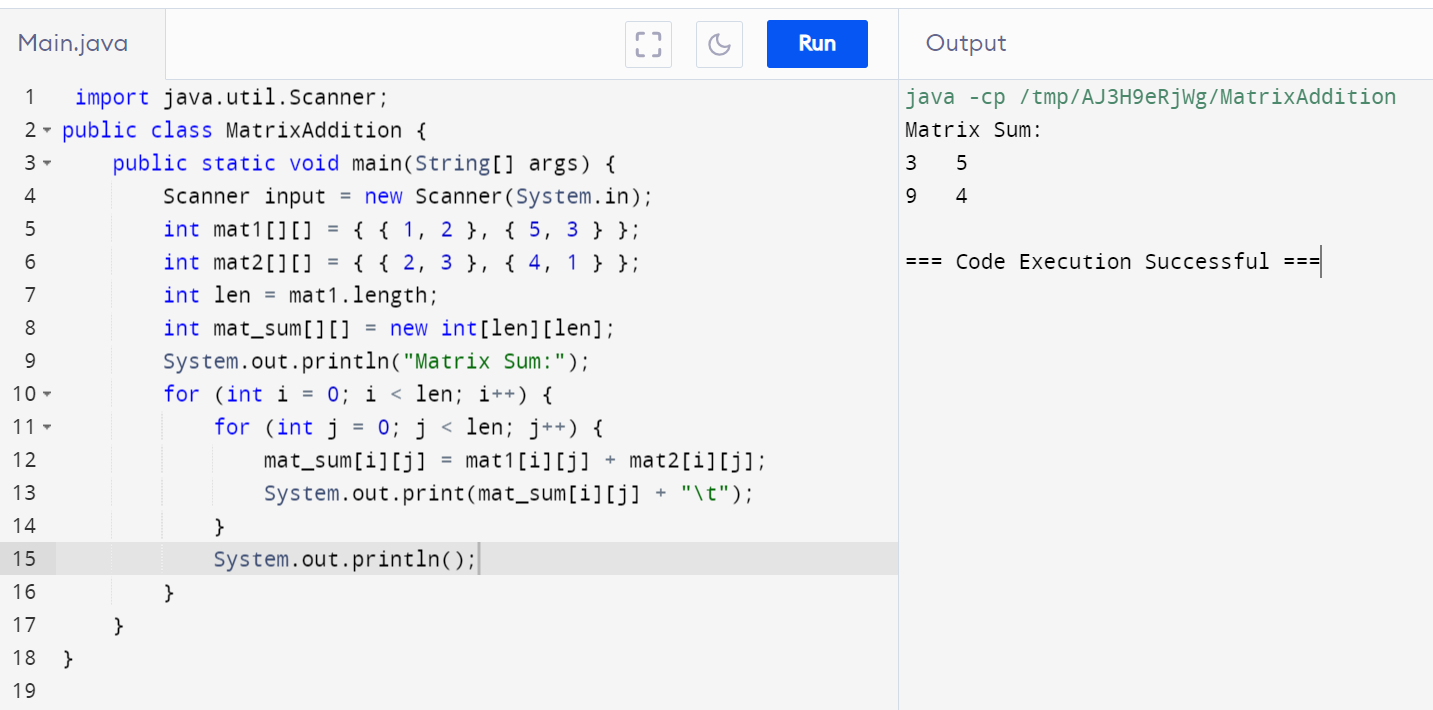 Main.java
Run
Output
1 import java.util.Scanner;
2 public class MatrixAddition {
3 public static void main(String[] args) {
4 Scanner input = new Scanner(System.in);
5 int mat1[][] = { { 1, 2 }, { 5, 3 } };
6 int mat2[][] = { { 2, 3 }, { 4, 1 } };
7 int len = mat1.length;
8 int mat_sum[][] = new int[len][len];
9 System.out.println("Matrix Sum:");
10 for (int i = 0; i < len; i++) {
11 for (int j = 0; j < len; j++) {
12 mat_sum[i][j] = mat1[i][j] + mat2[i][j];
13 System.out.print(mat_sum[i][j] + "\t");
14 }
15 System.out.println();
16 }
17 }
18 }
19
java -cp /tmp/AJ3H9eRjWg/MatrixAddition
Matrix Sum:
3 5
9 4
=== Code Execution Successful ===